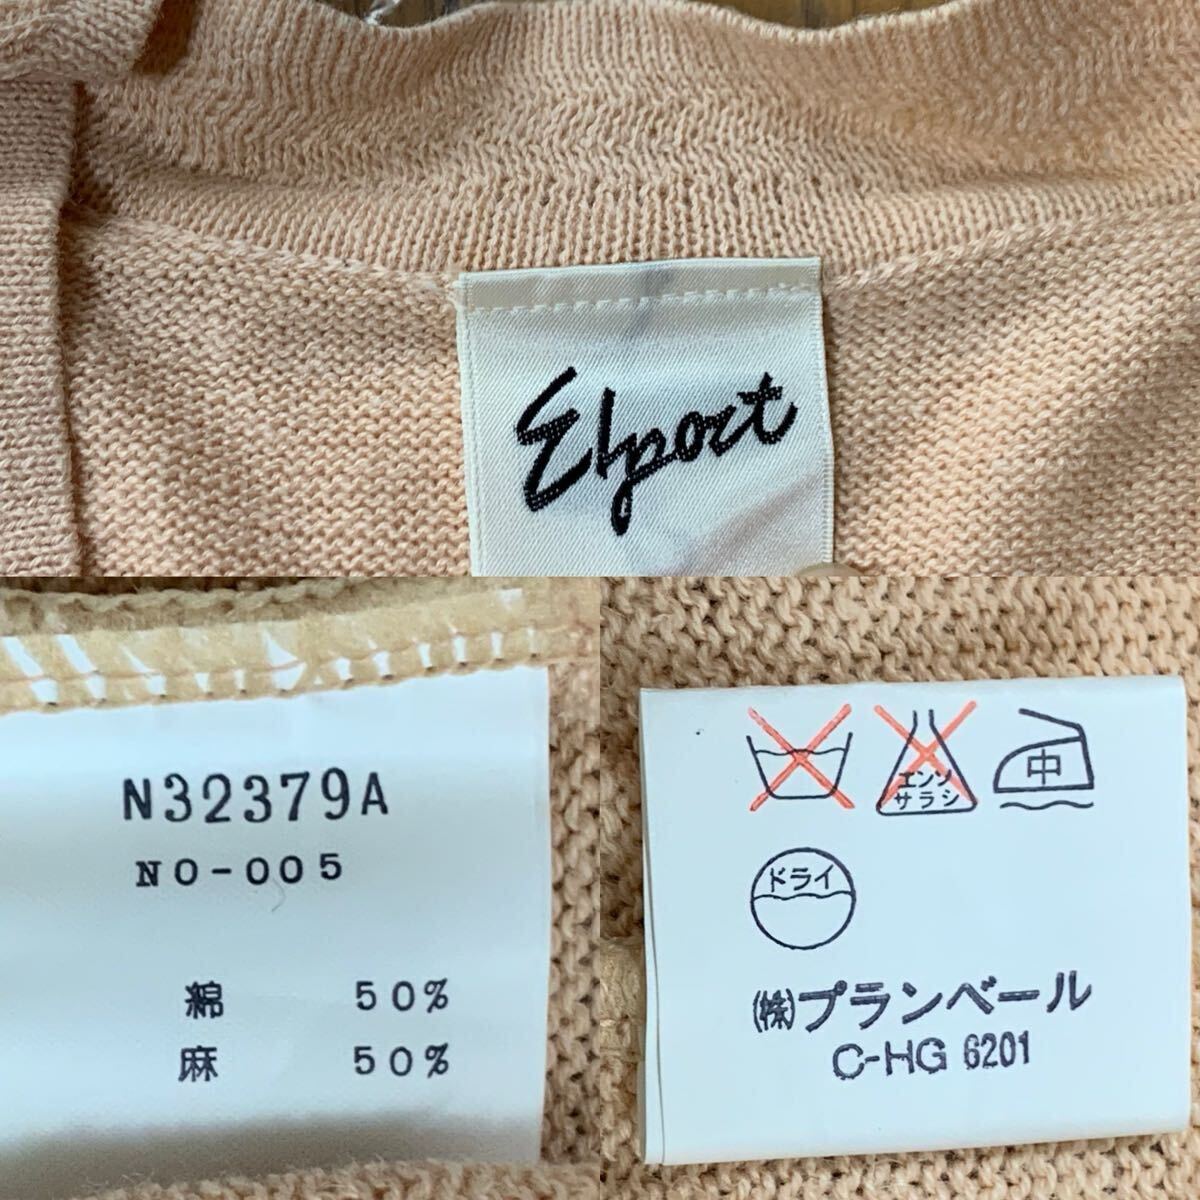 Elport
N32379A
NO-005
綿 50%
麻 50%
エンソ
サラシ
中
ドライ
㈱プランベール
C-HG 6201